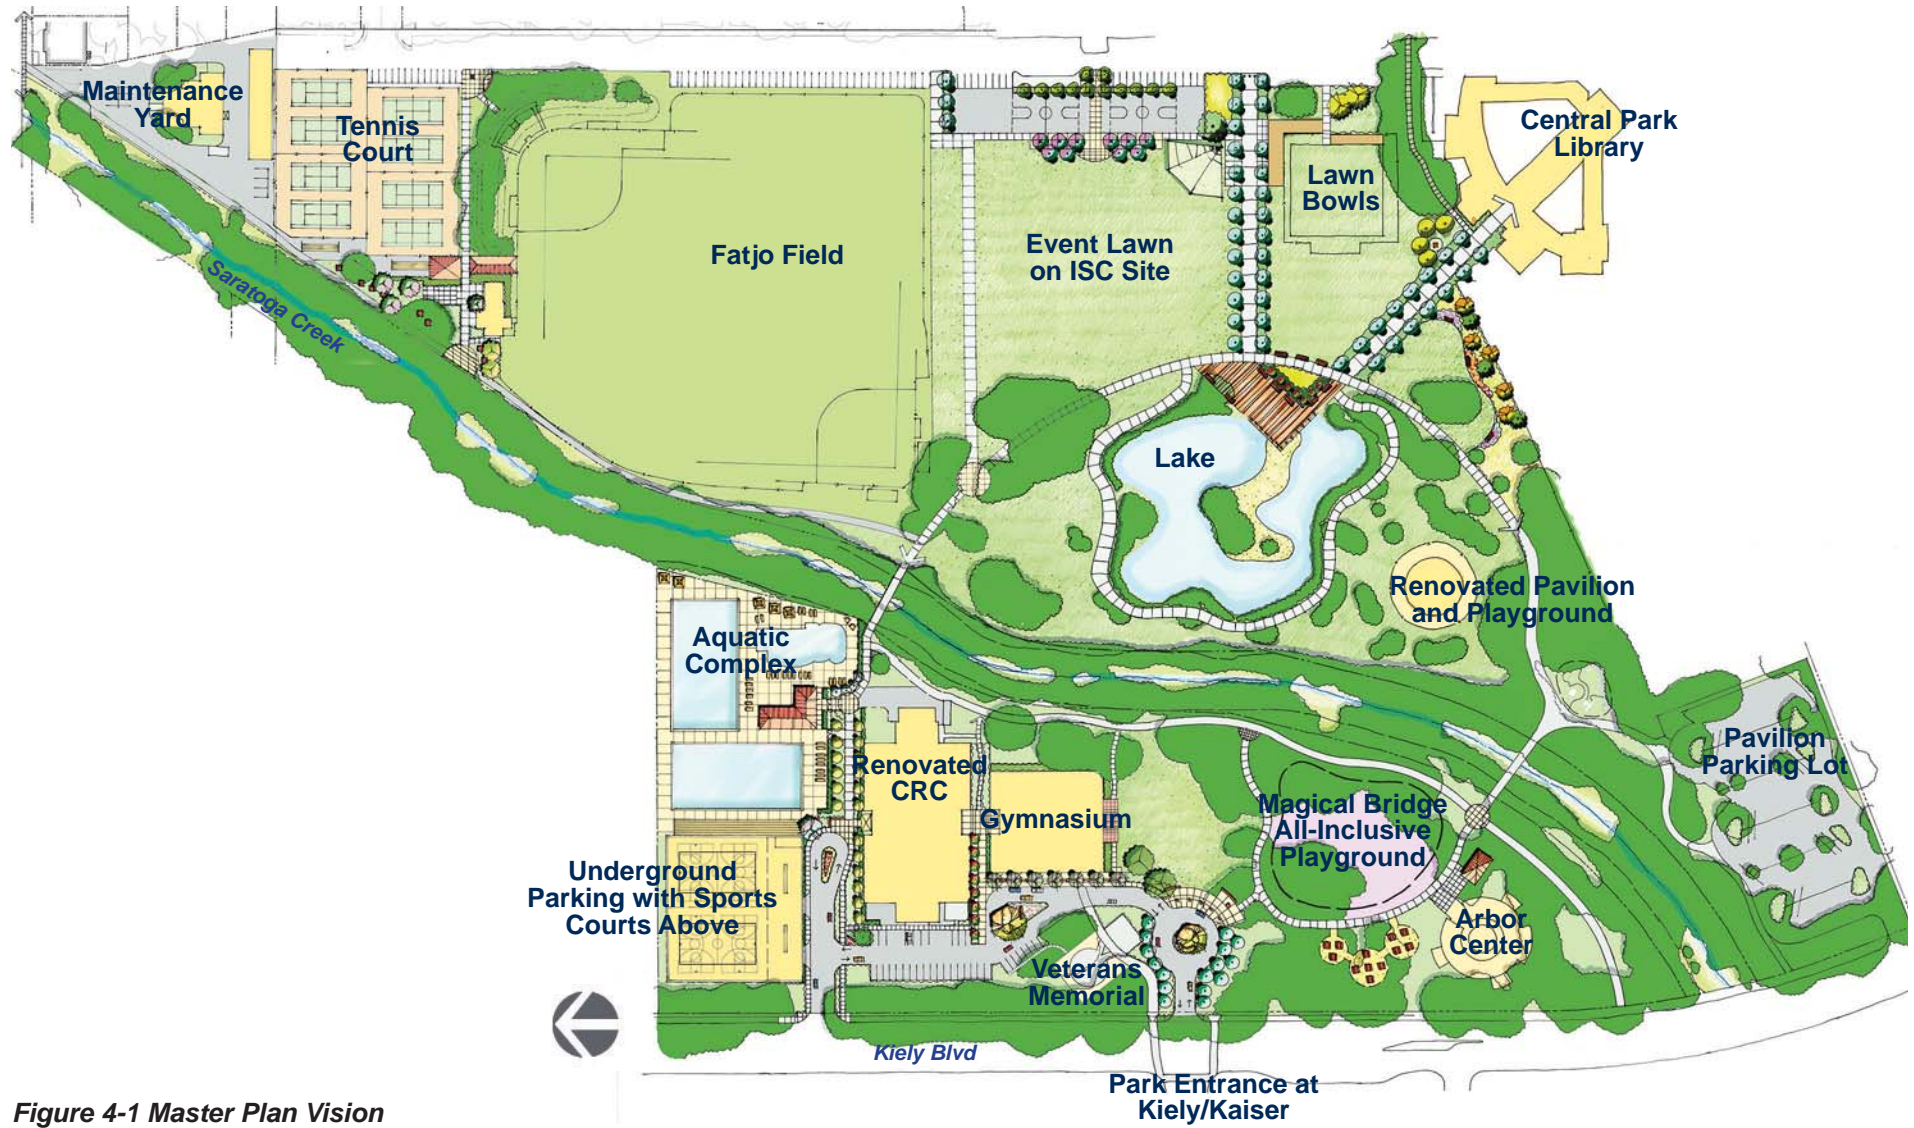 Maintenance
Yard
Tennis
Court
Central Park
Library
Lawn
Bowls
Fatjo Field
Event Lawn
on ISC Site
Saratoga Creek
Lake
Renovated Pavilion
and Playground
Aquatic
Complex
Renovated
CRC
Gymnasium
Magical Bridge
All-Inclusive
Playground
Pavilion
Parking Lot
Underground
Parking with Sports
Courts Above
Arbor
Center
Veterans
Memorial
Kiely Blvd
Park Entrance at
Kiely/Kaiser
Figure 4-1 Master Plan Vision